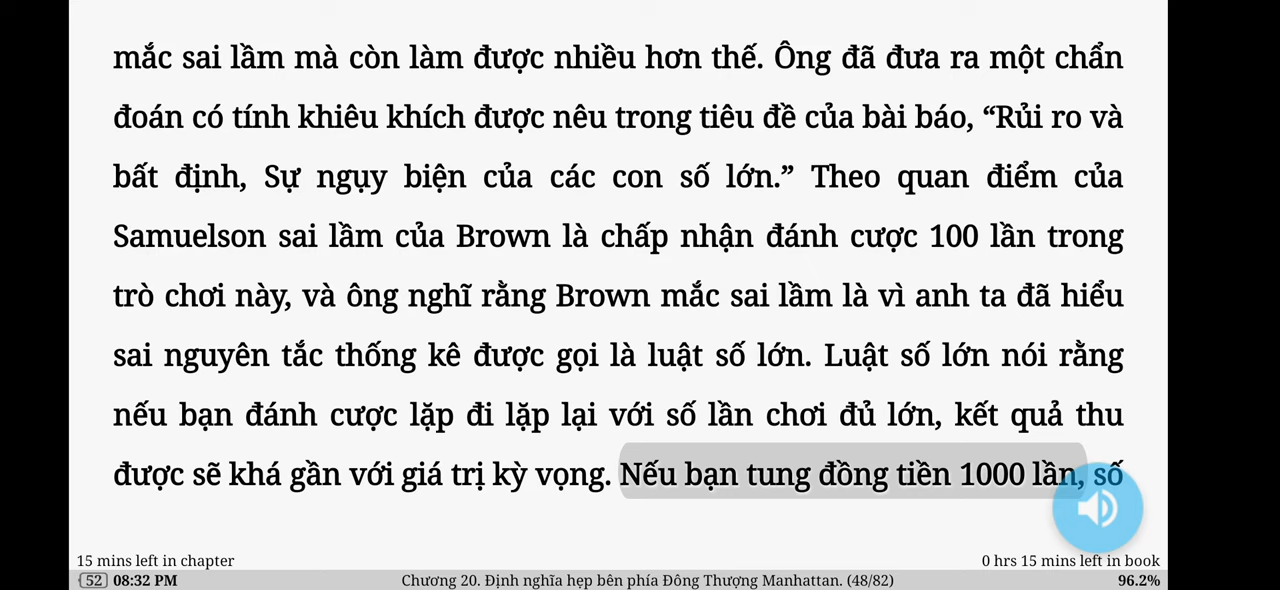 mắc sai lầm mà còn làm được nhiều hơn thế. Ông đã đưa ra một chẩn
đoán có tính khiêu khích được nêu trong tiêu đề của bài báo, “Rủi ro và
bất định, Sự ngụy biện của các con số lớn.” Theo quan điểm của
Samuelson sai lầm của Brown là chấp nhận đánh cược 100 lần trong
trò chơi này, và ông nghĩ rằng Brown mắc sai lầm là vì anh ta đã hiểu
sai nguyên tắc thống kê được gọi là luật số lớn. Luật số lớn nói rằng
nếu bạn đánh cược lặp đi lặp lại với số lần chơi đủ lớn, kết quả thu
được sẽ khá gần với giá trị kỳ vọng. Nếu bạn tung đồng tiền 1000 lần, số
15 mins left in chapter 0 hrs 15 mins left in book
52 08:32 PM Chương 20. Định nghĩa hẹp bên phía Đông Thượng Manhattan. (48/82) 96.2%